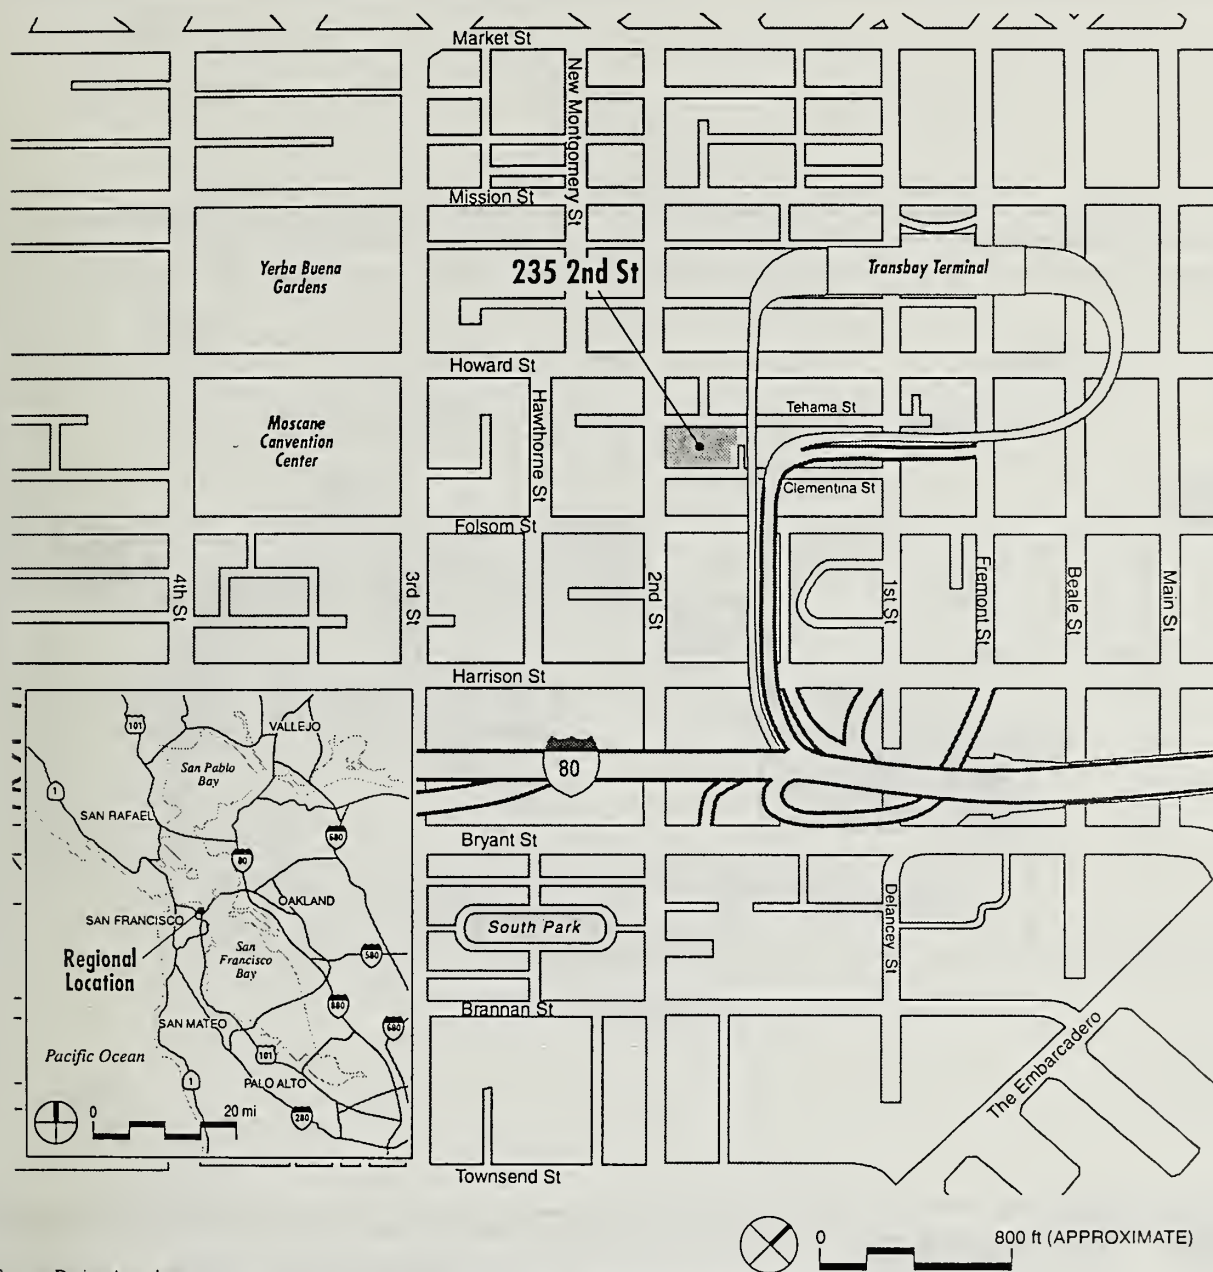 Market St
New Montgomery St
Mission St
Yerba Buena
Gardens
235 2nd St
Transbay Terminal
Howard St
Hawthorne St
Tehama St
Moscane
Canvention
Center
Clementina St
Folsom St
4th St
3rd St
2nd St
1st St
Fremont St
Beale St
Main St
Harrison St
80
101
VALLEJO
San Pablo
Bay
1
SAN RAFAEL
80
680
OAKLAND
SAN FRANCISCO
San
Francisco
Bay
580
Regional
Location
880
680
SAN MATEO
101
Pacific Ocean
1
PALO ALTO
280
0
20 mi
Bryant St
South Park
Delancey St
Brannan St
The Embarcadero
Townsend St
0
800 ft (APPROXIMATE)